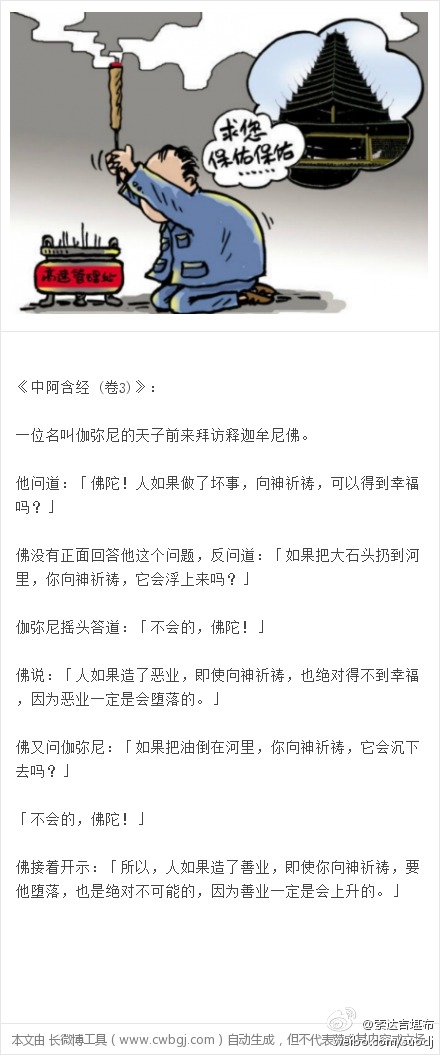 求您
保佑保佑
......
高速管理处
《中阿含经（卷3）》：
一位名叫伽弥尼的天子前来拜访释迦牟尼佛。
他问道：「佛陀！人如果做了坏事，向神祈祷，可以得到幸福
吗？」
佛没有正面回答他这个问题，反问道：「如果把大石头扔到河
里，你向神祈祷，它会浮上来吗？」
伽弥尼摇头答道：「不会的，佛陀！」
佛说：「人如果造了恶业，即使向神祈祷，也绝对得不到幸福
，因为恶业一定是会堕落的。」
佛又问伽弥尼：「如果把油倒在河里，你向神祈祷，它会沉下
去吗？」
「不会的，佛陀！」
佛接着开示：「所以，人如果造了善业，即使你向神祈祷，要
他堕落，也是绝对不可能的，因为善业一定是会上升的。」
@索达吉堪布
weibo.com/suodj
本文由 长微博工具（www.cwbgj.com）自动生成，但不代表